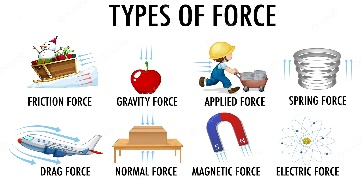 TYPES OF FORCE
FRICTION FORCE
GRAVITY FORCE
APPLIED FORCE
SPRING FORCE
DRAG FORCE
NORMAL FORCE
MAGNETIC FORCE
ELECTRIC FORCE